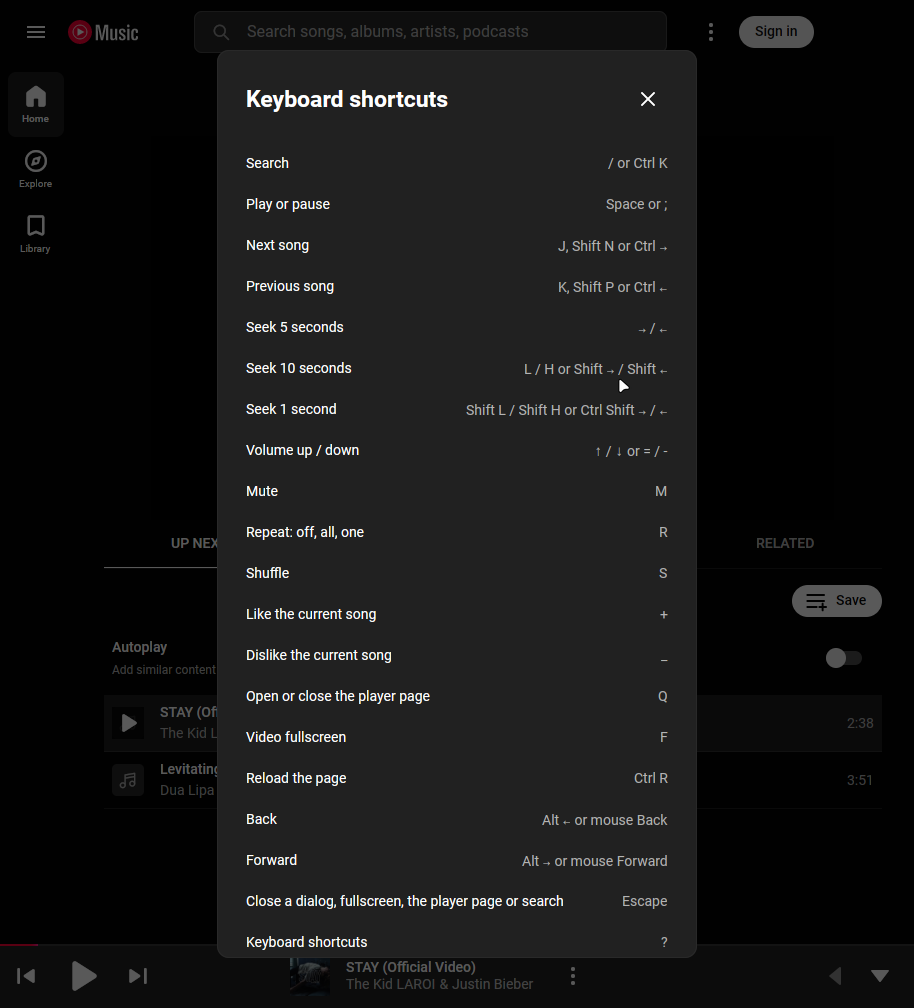 Music
Search songs, albums, artists, podcasts
Sign in
Home
Explore
Library
Keyboard shortcuts
Search / or Ctrl K
Play or pause Space or ;
Next song J, Shift N or Ctrl →
Previous song K, Shift P or Ctrl ←
Seek 5 seconds → / ←
Seek 10 seconds L / H or Shift → / Shift ←
Seek 1 second Shift L / Shift H or Ctrl Shift → / ←
Volume up / down ↑ / ↓ or = / -
Mute M
Repeat: off, all, one R
Shuffle S
Like the current song +
Dislike the current song _
Open or close the player page Q
Video fullscreen F
Reload the page Ctrl R
Back Alt ← or mouse Back
Forward Alt → or mouse Forward
Close a dialog, fullscreen, the player page or search Escape
Keyboard shortcuts ?
UP NEX
RELATED
Save
Autoplay
Add similar content
STAY (Of
The Kid L
2:38
Levitating
Dua Lipa
3:51
STAY (Official Video)
The Kid LAROI & Justin Bieber